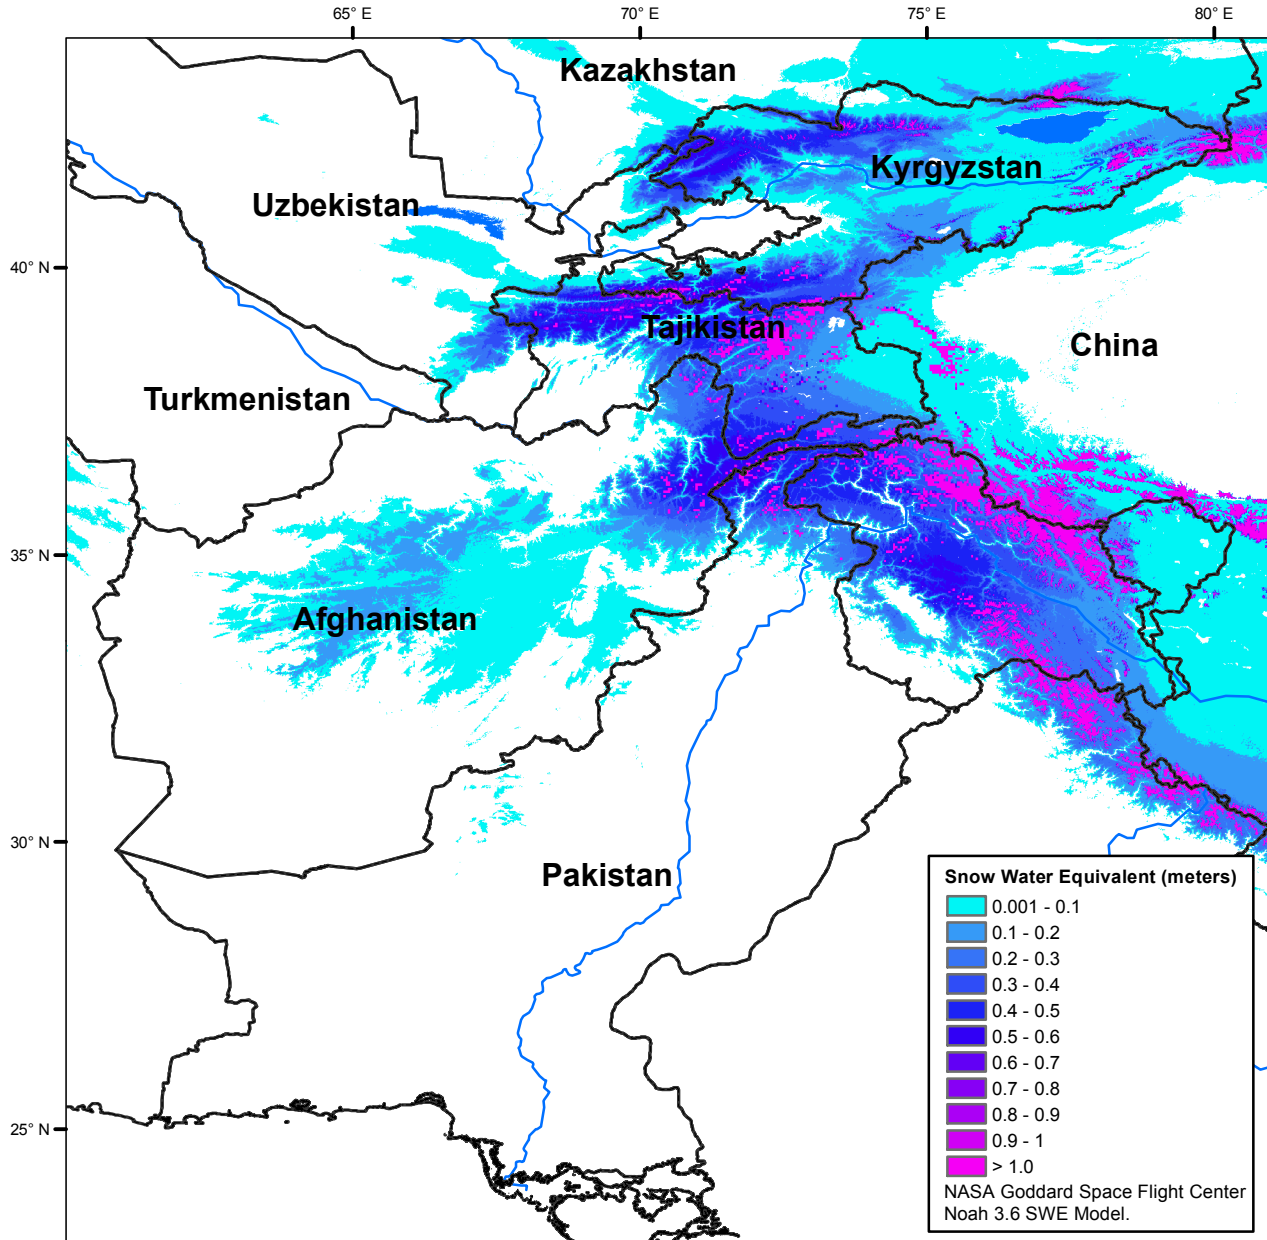 65° E
70° E
75° E
80° E
Kazakhstan
Kyrgyzstan
Uzbekistan
40° N
Tajikistan
China
Turkmenistan
35° N
Afghanistan
30° N
Pakistan
25° N
Snow Water Equivalent (meters)
0.001 - 0.1
0.1 - 0.2
0.2 - 0.3
0.3 - 0.4
0.4 - 0.5
0.5 - 0.6
0.6 - 0.7
0.7 - 0.8
0.8 - 0.9
0.9 - 1
> 1.0
NASA Goddard Space Flight Center
Noah 3.6 SWE Model.